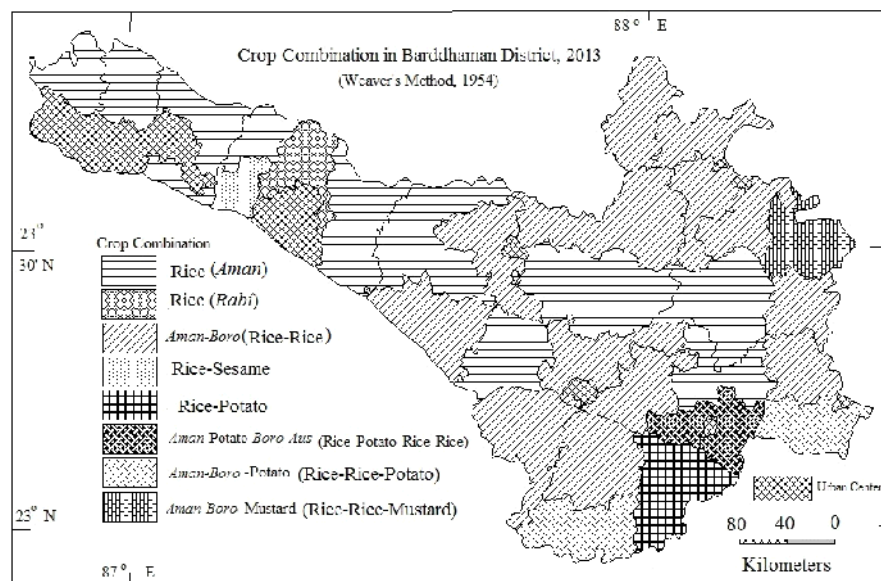 88° E
Crop Combination in Barddhaman District, 2013
(Weaver's Method, 1954)
23°
30' N
Crop Combination
Rice (Aman)
Rice (Rabi)
Aman-Boro (Rice-Rice)
Rice-Sesame
Rice-Potato
Aman Potato Boro Aus (Rice Potato Rice Rice)
Aman-Boro -Potato (Rice-Rice-Potato)
Aman Boro Mustard (Rice-Rice-Mustard)
Urban Center
23° N
80 40 0
Kilometers
87° E